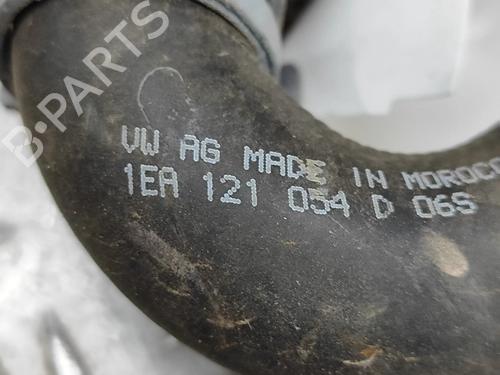 B-PARTS
VW AG MADE IN MOROCC
1EA 121 054 D 06S